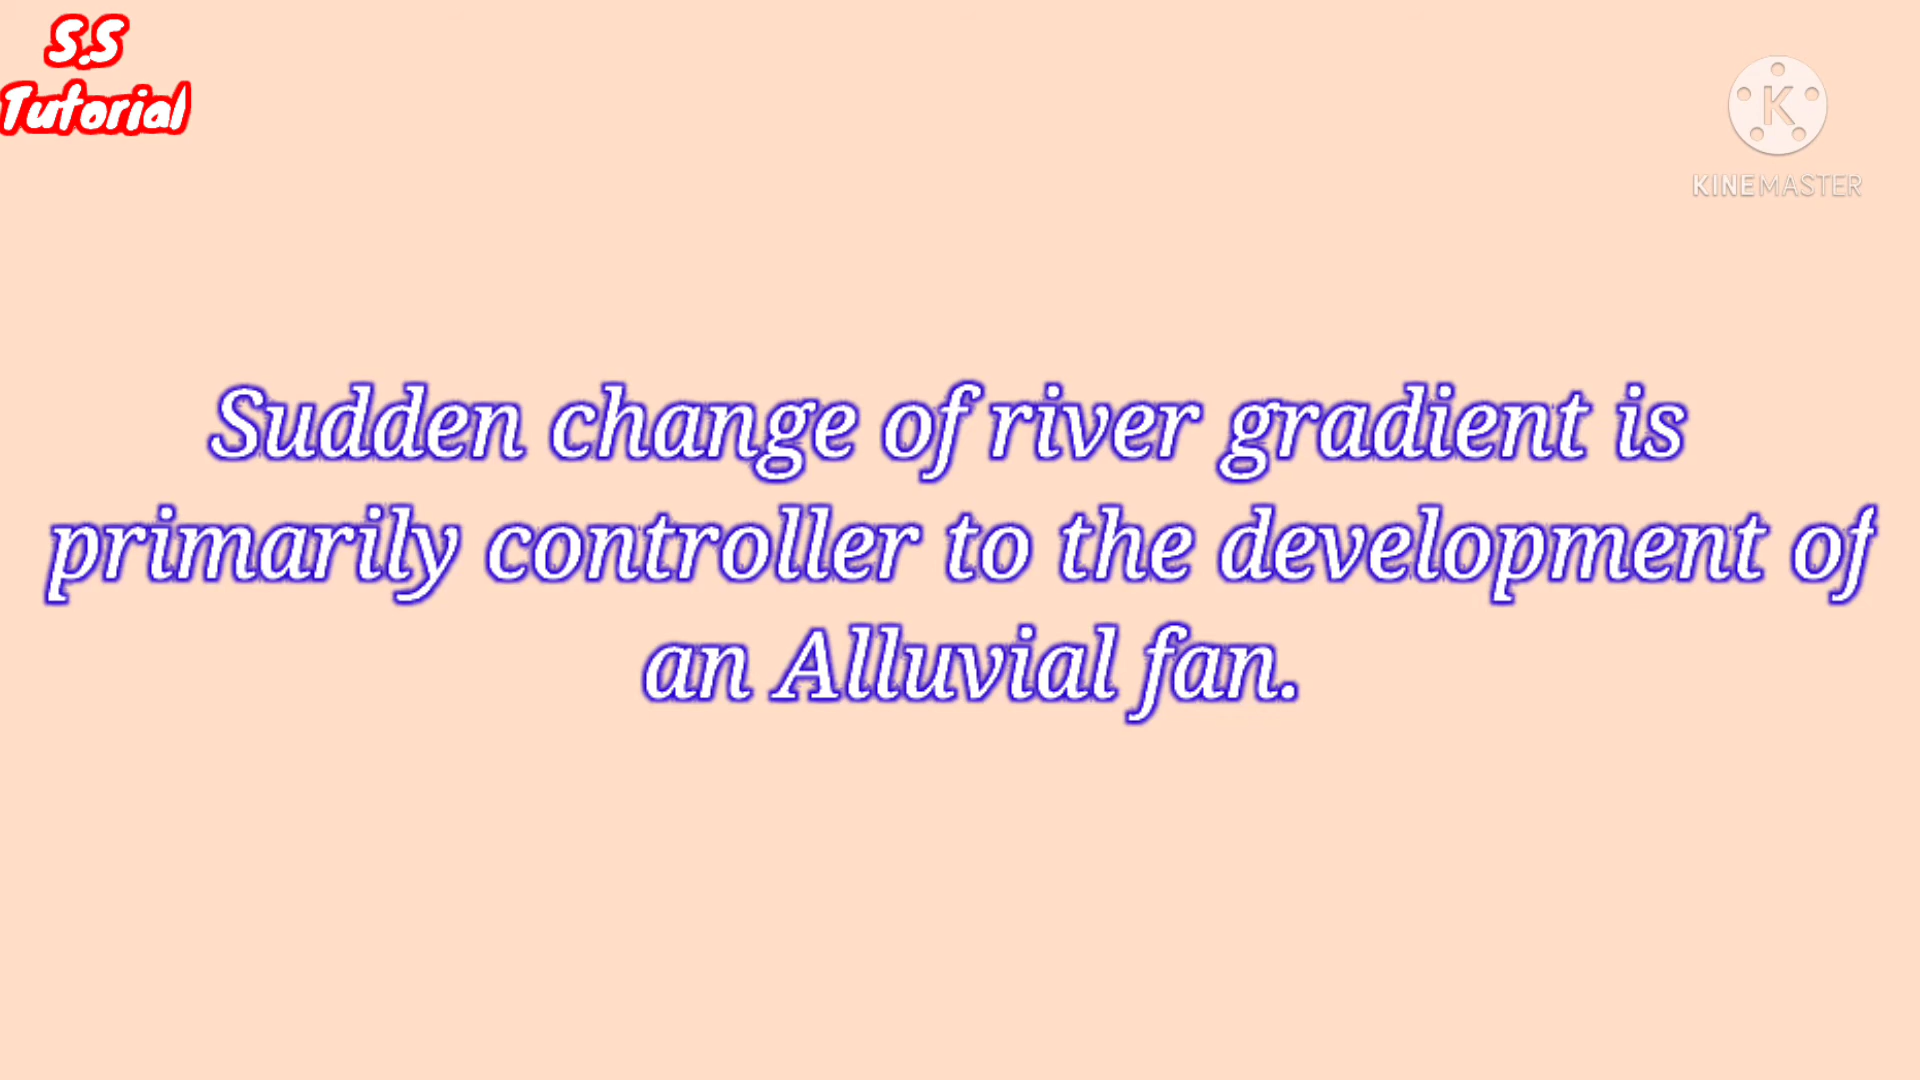 S.S
Tutorial
K
KINEMASTER
Sudden change of river gradient is
primarily controller to the development of
an Alluvial fan.